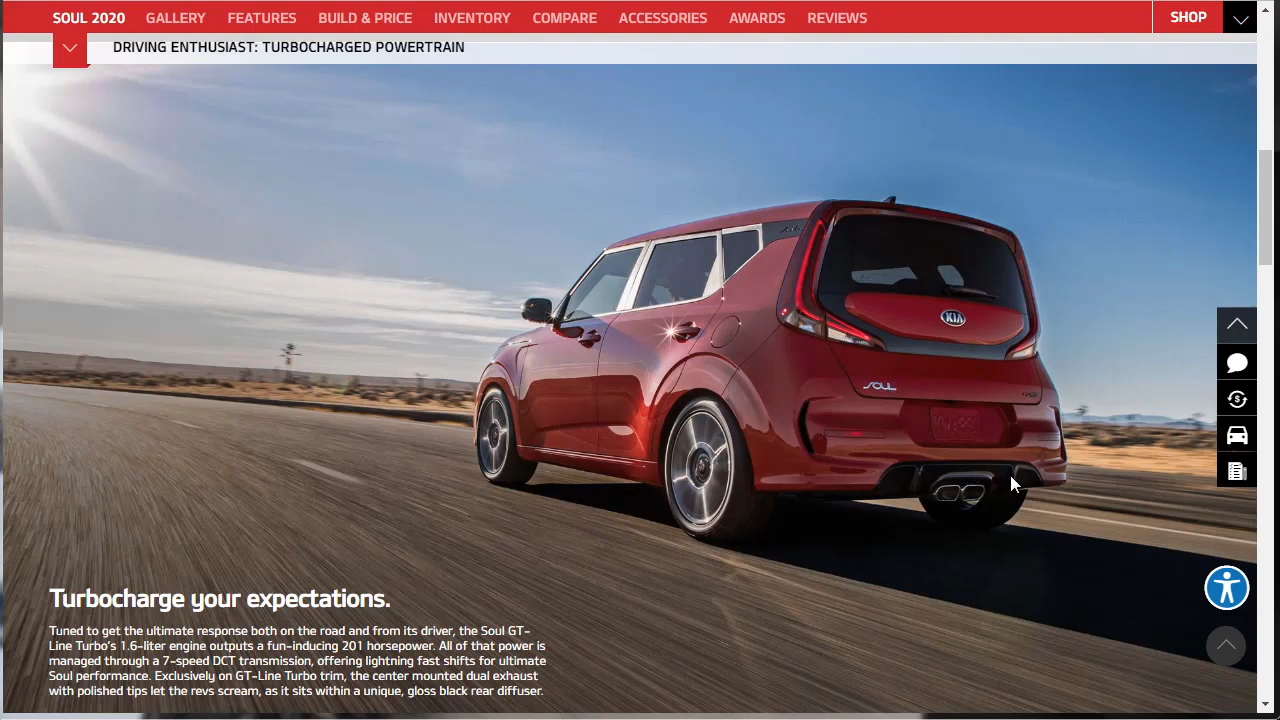 SOUL 2020 GALLERY FEATURES BUILD & PRICE INVENTORY COMPARE ACCESSORIES AWARDS REVIEWS SHOP
DRIVING ENTHUSIAST: TURBOCHARGED POWERTRAIN
KIA
SOUL
Turbocharge your expectations.
Tuned to get the ultimate response both on the road and from its driver, the Soul GT-
Line Turbo's 1.6-liter engine outputs a fun-inducing 201 horsepower. All of that power is
managed through a 7-speed DCT transmission, offering lightning fast shifts for ultimate
Soul performance. Exclusively on GT-Line Turbo trim, the center mounted dual exhaust
with polished tips let the revs scream, as it sits within a unique, gloss black rear diffuser.